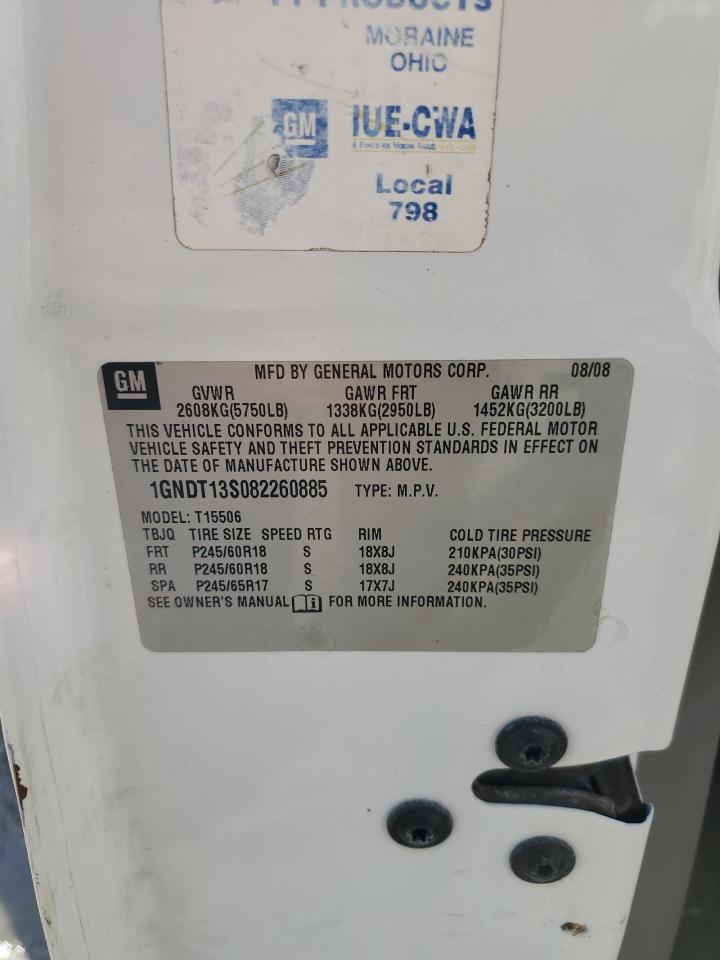 PRODUCTS
MORAINE
OHIO
GM
IUE-CWA
Local
798
GM
MFD BY GENERAL MOTORS CORP. 08/08
GVWR GAWR FRT GAWR RR
2608KG(5750LB) 1338KG(2950LB) 1452KG(3200LB)
THIS VEHICLE CONFORMS TO ALL APPLICABLE U.S. FEDERAL MOTOR
VEHICLE SAFETY AND THEFT PREVENTION STANDARDS IN EFFECT ON
THE DATE OF MANUFACTURE SHOWN ABOVE.
1GNDT13S082260885 TYPE: M.P.V.
MODEL: T15506
TBJQ TIRE SIZE SPEED RTG RIM COLD TIRE PRESSURE
FRT P245/60R18 S 18X8J 210KPA(30PSI)
RR P245/60R18 S 18X8J 240KPA(35PSI)
SPA P245/65R17 S 17X7J 240KPA(35PSI)
SEE OWNER'S MANUAL FOR MORE INFORMATION.